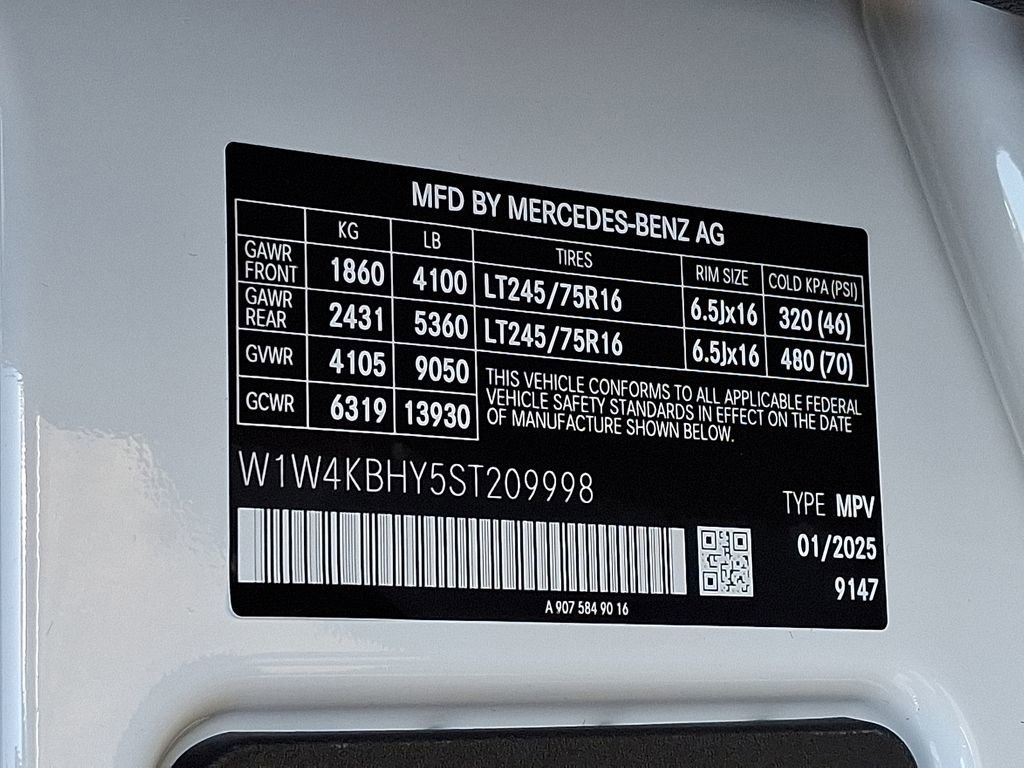 MFD BY MERCEDES-BENZ AG
KG LB TIRES RIM SIZE COLD KPA (PSI)
GAWR FRONT 1860 4100 LT245/75R16 6.5Jx16 320 (46)
GAWR REAR 2431 5360 LT245/75R16 6.5Jx16 480 (70)
GVWR 4105 9050
GCWR 6319 13930
THIS VEHICLE CONFORMS TO ALL APPLICABLE FEDERAL
VEHICLE SAFETY STANDARDS IN EFFECT ON THE DATE
OF MANUFACTURE SHOWN BELOW.
W1W4KBHY5ST209998
TYPE MPV
01/2025
9147
A 907 584 90 16